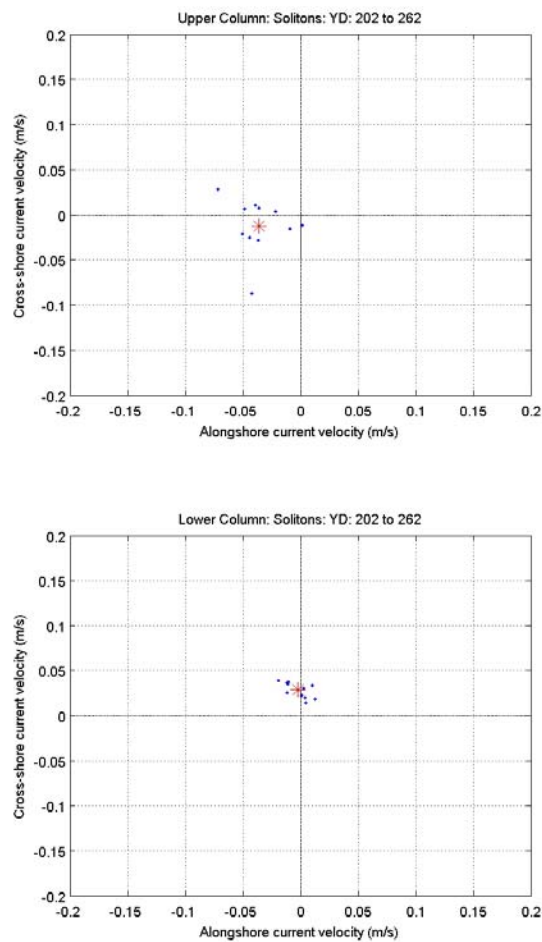 Upper Column: Solitons: YD: 202 to 262
0.2
0.15
0.1
0.05
0
-0.05
-0.1
-0.15
-0.2
Cross-shore current velocity (m/s)
-0.2 -0.15 -0.1 -0.05 0 0.05 0.1 0.15 0.2
Alongshore current velocity (m/s)
Lower Column: Solitons: YD: 202 to 262
0.2
0.15
0.1
0.05
0
-0.05
-0.1
-0.15
-0.2
Cross-shore current velocity (m/s)
-0.2 -0.15 -0.1 -0.05 0 0.05 0.1 0.15 0.2
Alongshore current velocity (m/s)